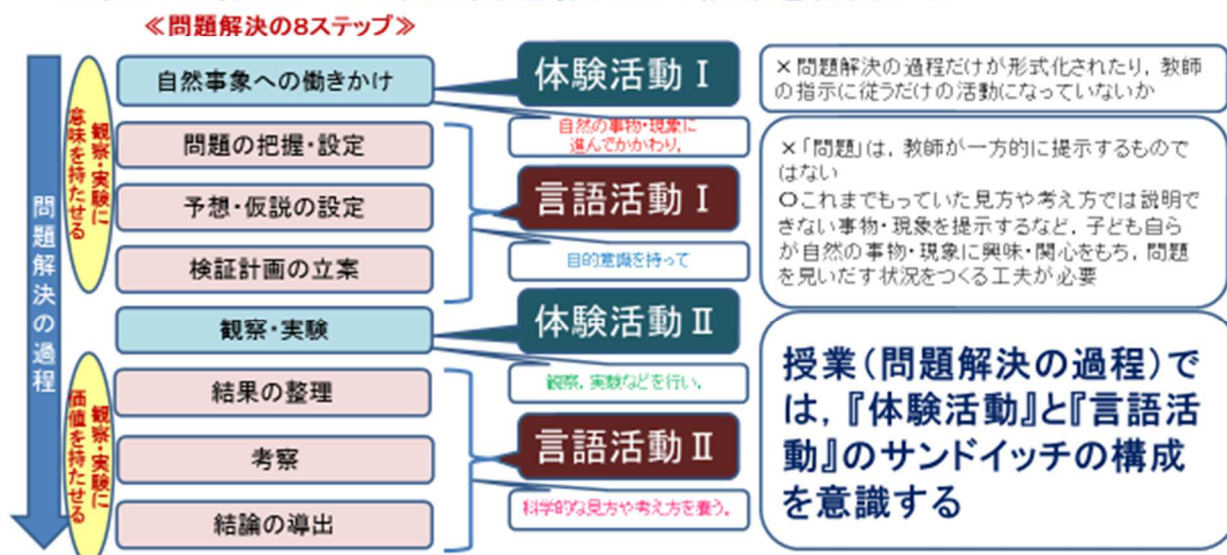 ≪問題解決の8ステップ≫
問題解決の過程
観察・実験に
意味を持たせる
観察・実験に
価値を持たせる
自然事象への働きかけ
問題の把握・設定
予想・仮説の設定
検証計画の立案
観察・実験
結果の整理
考察
結論の導出
体験活動Ⅰ
自然の事物・現象に
進んでかかわり,
言語活動Ⅰ
目的意識を持って
体験活動Ⅱ
観察,実験などを行い,
言語活動Ⅱ
科学的な見方や考え方を養う。
×問題解決の過程だけが形式化されたり,教師
の指示に従うだけの活動になっていないか
×「問題」は,教師が一方的に提示するもので
はない
○これまでもっていた見方や考え方では説明で
きない事物・現象を提示するなど,子ども自ら
が自然の事物・現象に興味・関心をもち,問題
を見いだす状況をつくる工夫が必要
授業(問題解決の過程)で
は,『体験活動』と『言語活
動』のサンドイッチの構成
を意識する